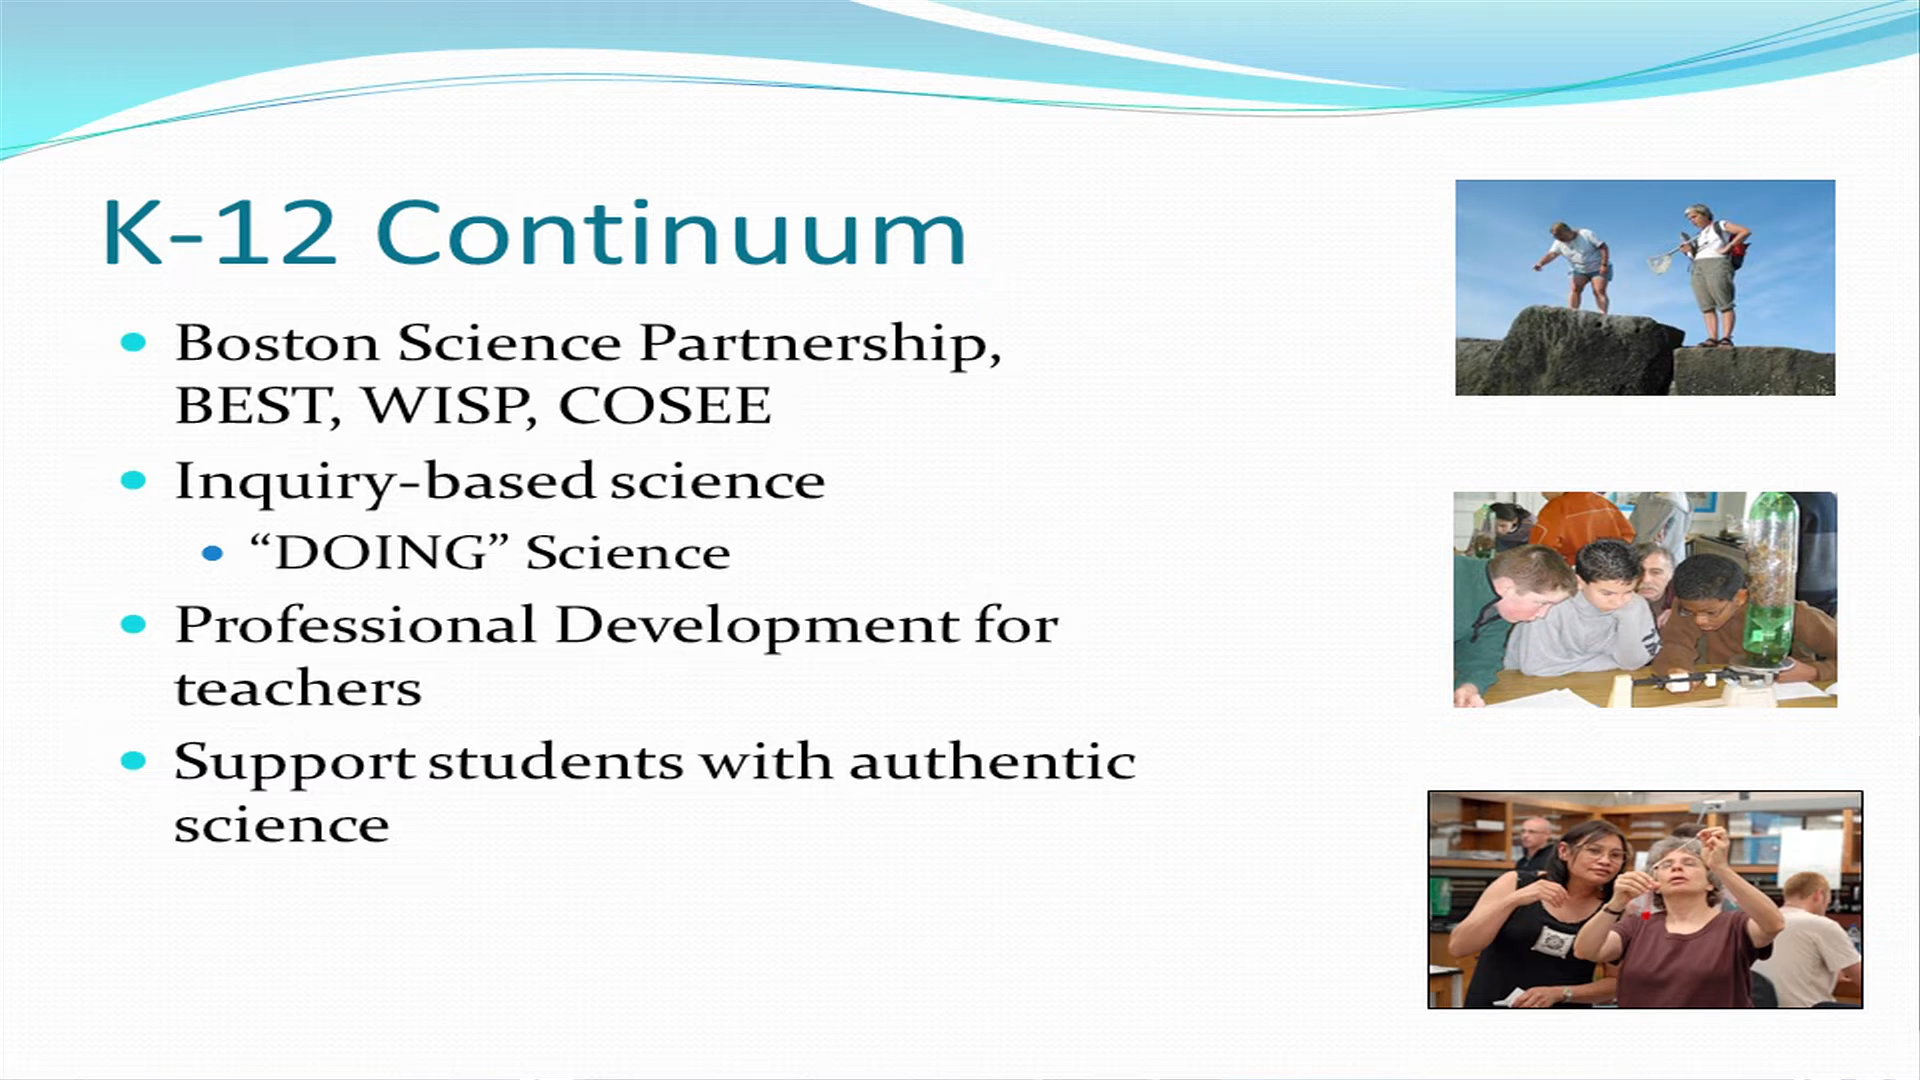 K-12 Continuum
Boston Science Partnership,
BEST, WISP, COSEE
Inquiry-based science
“DOING” Science
Professional Development for
teachers
Support students with authentic
science